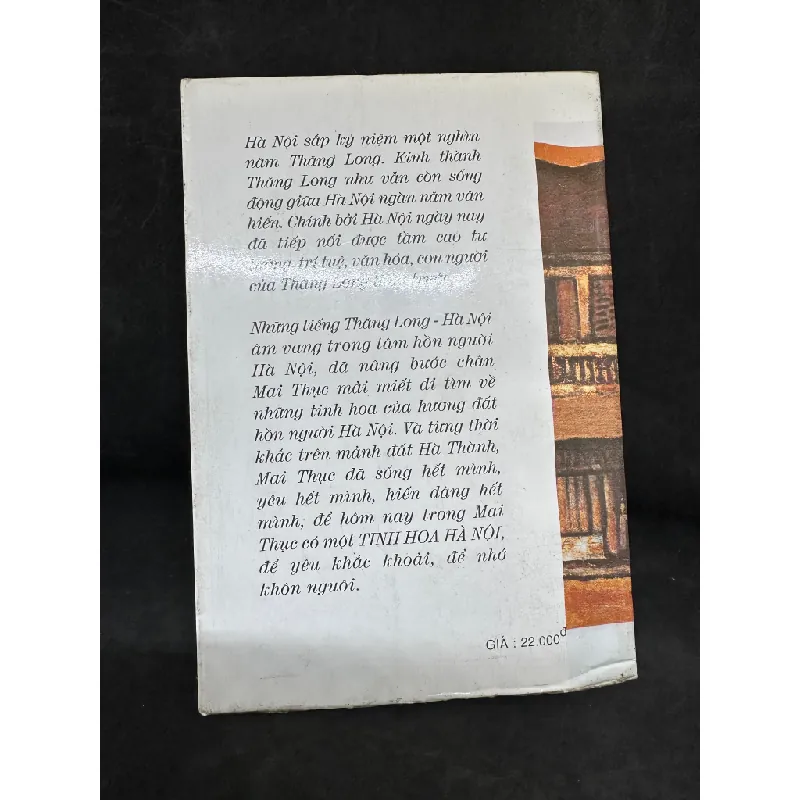 Hà Nội sắp kỷ niệm một nghìn
năm Thăng Long. Kinh thành
Thăng Long như vẫn còn sống
động giữa Hà Nội ngàn năm văn
hiến. Chính bởi Hà Nội ngày nay
đã tiếp nối được tầm cao tư
trí tuệ, văn hóa, con người
của Thăng Long
Những tiếng Thăng Long - Hà Nội
âm vang trong tâm hồn người
Hà Nội, đã nâng bước chân
Mai Thục mải miết đi tìm về
những tinh hoa của hương đất
hồn người Hà Nội. Và từng thời
khắc trên mảnh đất Hà Thành,
Mai Thục đã sống hết mình,
yêu hết mình, hiến dâng hết
mình, để hôm nay trong Mai
Thục có một TINH HOA HÀ NỘI,
để yêu khắc khoải, để nhớ
khôn nguôi.
GIÁ : 22.000đ